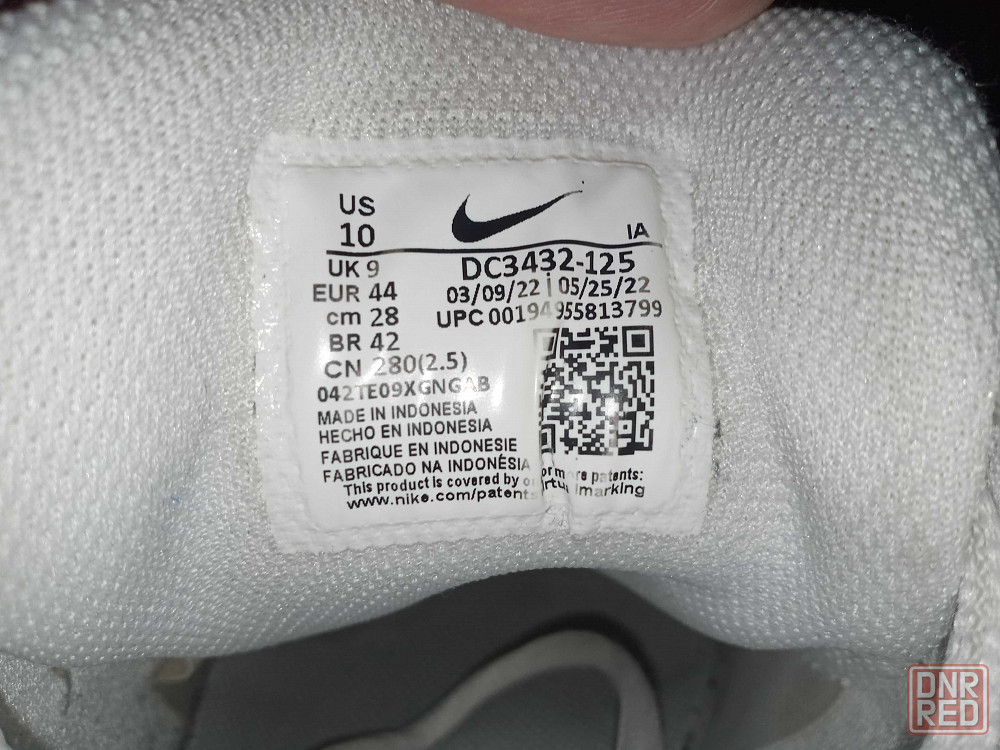 US
10
IA
UK 9
DC3432-125
EUR 44
03/09/22 | 05/25/22
cm 28
UPC 00194955813799
BR 42
CN 280(2.5)
042TE09XGNGAB
MADE IN INDONESIA
HECHO EN INDONESIA
FABRIQUE EN INDONESIE
FABRICADO NA INDONÉSIA
This product is covered by or more patents:
www.nike.com/patent
DNR
RED